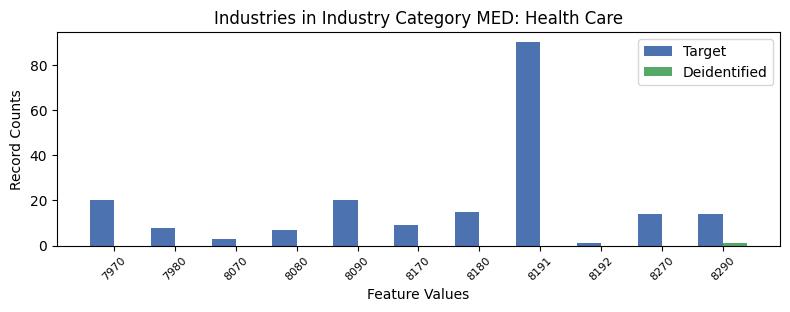 Industries in Industry Category MED: Health Care
Target
Deidentified
Record Counts
80
60
40
20
0
7970 7980 8070 8080 8090 8170 8180 8191 8192 8270 8290
Feature Values